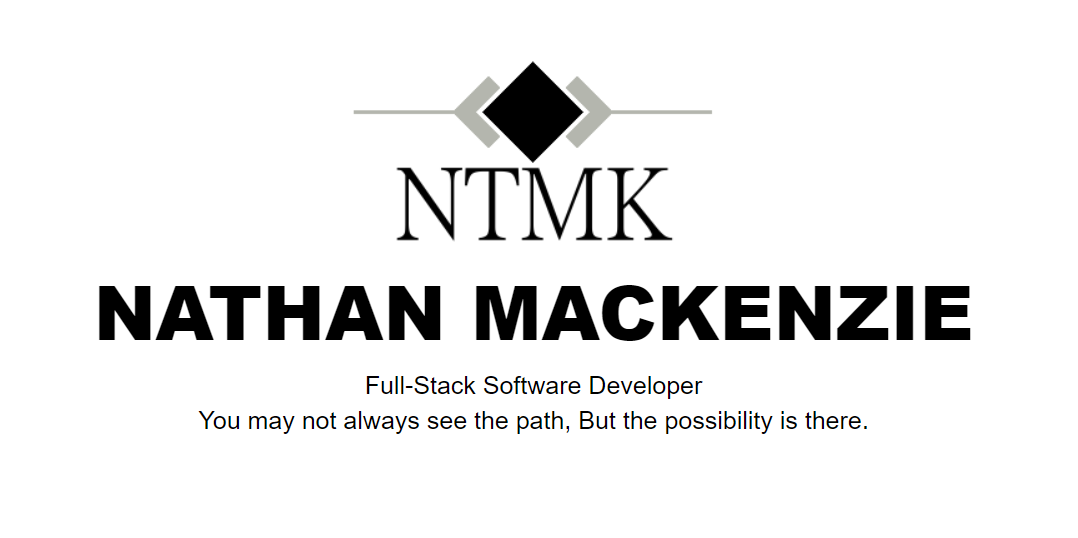 NTMK
NATHAN MACKENZIE
Full-Stack Software Developer
You may not always see the path, But the possibility is there.